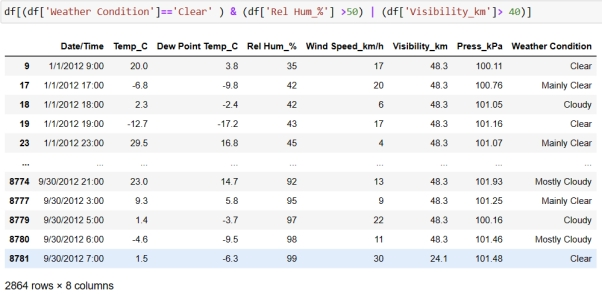 df[(df['Weather Condition']=='Clear' ) & (df['Rel Hum_%'] >50) | (df['Visibility_km']> 40)]
Date/Time Temp_C Dew Point Temp_C Rel Hum_% Wind Speed_km/h Visibility_km Press_kPa Weather Condition
9 1/1/2012 9:00 20.0 3.8 35 17 48.3 100.11 Clear
17 1/1/2012 17:00 -6.8 -9.8 42 20 48.3 100.76 Mainly Clear
18 1/1/2012 18:00 2.3 -2.4 42 6 48.3 101.05 Cloudy
19 1/1/2012 19:00 -12.7 -17.2 43 17 48.3 101.16 Clear
23 1/1/2012 23:00 29.5 16.8 45 4 48.3 101.07 Mainly Clear
... ... ... ... ... ... ... ... ...
8774 9/30/2012 21:00 23.0 14.7 92 13 48.3 101.93 Mostly Cloudy
8777 9/30/2012 3:00 9.3 5.8 95 9 48.3 101.25 Mainly Clear
8779 9/30/2012 5:00 1.4 -3.7 97 22 48.3 100.16 Cloudy
8780 9/30/2012 6:00 -4.6 -9.5 98 11 48.3 101.46 Mostly Cloudy
8781 9/30/2012 7:00 1.5 -6.3 99 30 24.1 101.48 Clear
2864 rows × 8 columns